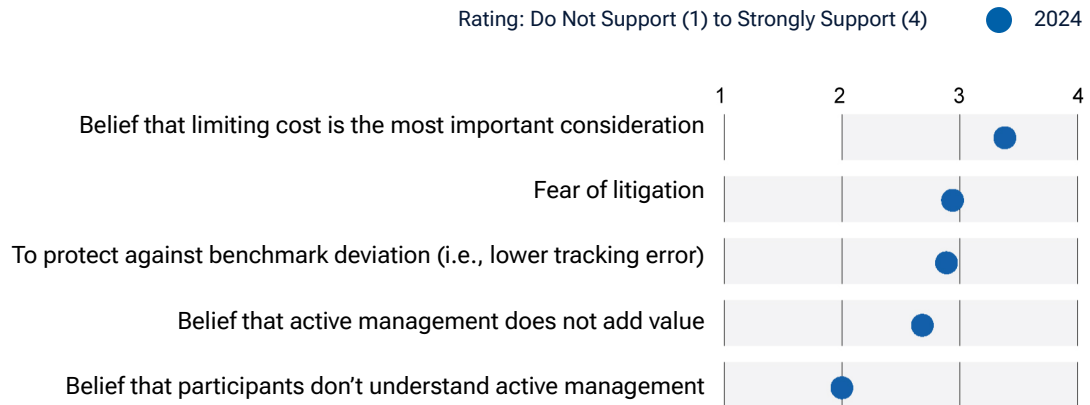 Rating: Do Not Support (1) to Strongly Support (4) 2024
1 2 3 4
Belief that limiting cost is the most important consideration
Fear of litigation
To protect against benchmark deviation (i.e., lower tracking error)
Belief that active management does not add value
Belief that participants don’t understand active management